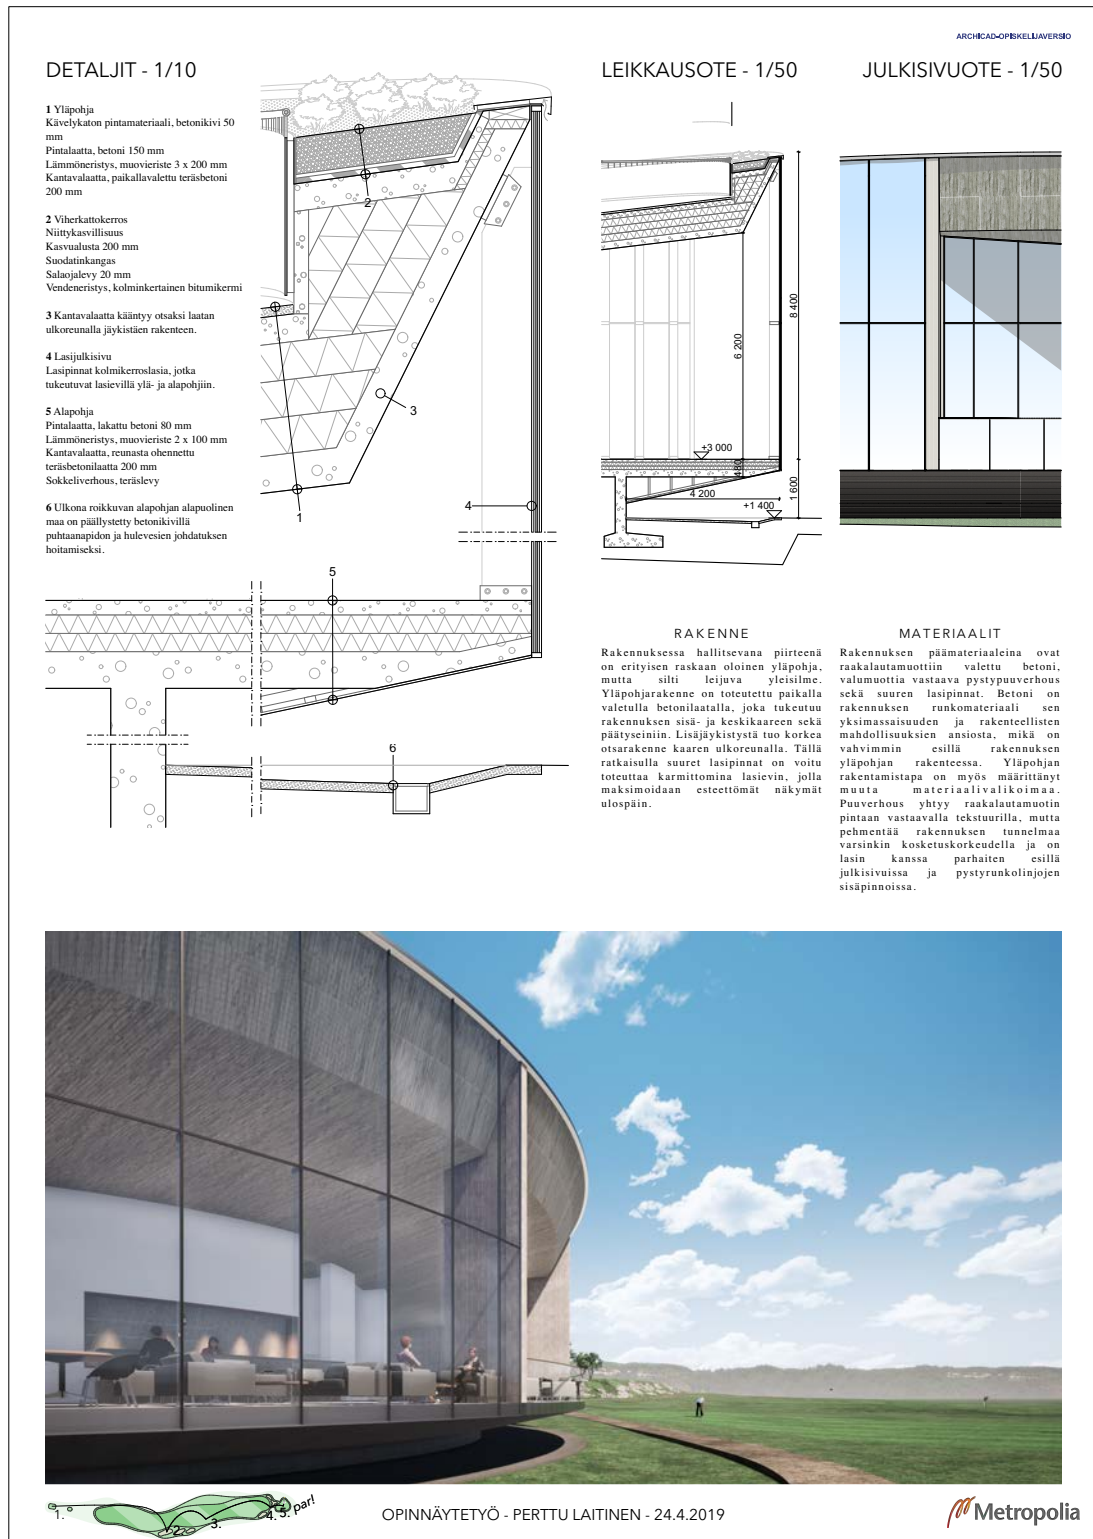 ARCHICAD-OPISKELIJAVERSIO
DETALJIT - 1/10
1 Yläpohja
Kävelykaton pintamateriaali, betonikivi 50
mm
Pintalaatta, betoni 150 mm
Lämmöneristys, muovieriste 3 x 200 mm
Kantavalaatta, paikallavalettu teräsbetoni
200 mm
2 Viherkattokerros
Niittykasvillisuus
Kasvualusta 200 mm
Suodatinkangas
Salaojalevy 20 mm
Vendeneristys, kolminkertainen bitumikermi
3 Kantavalaatta kääntyy otsaksi laatan
ulkoreunalla jäykistäen rakenteen.
4 Lasijulkisivu
Lasipinnat kolmikerroslasia, jotka
tukeutuvat lasievillä ylä- ja alapohjiin.
5 Alapohja
Pintalaatta, lakattu betoni 80 mm
Lämmöneristys, muovieriste 2 x 100 mm
Kantavalaatta, reunasta ohennettu
teräsbetonilaatta 200 mm
Sokkeliverhous, teräslevy
6 Ulkona roikkuvan alapohjan alapuolinen
maa on päällystetty betonikivillä
puhtaanapidon ja hulevesien johdatuksen
hoitamiseksi.
2
3
1
4
5
6
LEIKKAUSOTE - 1/50
8 400
6 200
+3 000
480
4 200
1 600
+1 400
JULKISIVUOTE - 1/50
RAKENNE
Rakennuksessa hallitsevana piirteenä
on erityisen raskaan oloinen yläpohja,
mutta silti leijuva yleisilme.
Yläpohjarakenne on toteutettu paikalla
valetulla betonilaatalla, joka tukeutuu
rakennuksen sisä- ja keskikaareen sekä
päätyseiniin. Lisäjäykistystä tuo korkea
otsarakenne kaaren ulkoreunalla. Tällä
ratkaisulla suuret lasipinnat on voitu
toteuttaa karmittomina lasievin, jolla
maksimoidaan esteettömät näkymät
ulospäin.
MATERIAALIT
Rakennuksen päämateriaaleina ovat
raakalautamuottiin valettu betoni,
valumuottia vastaava pystypuuverhous
sekä suuren lasipinnat. Betoni on
rakennuksen runkomateriaali sen
yksimassaisuuden ja rakenteellisten
mahdollisuuksien ansiosta, mikä on
vahvimmin esillä rakennuksen
yläpohjan rakenteessa. Yläpohjan
rakentamistapa on myös määrittänyt
muuta materiaalivalikoimaa.
Puuverhous yhtyy raakalautamuotin
pintaan vastaavalla tekstuurilla, mutta
pehmentää rakennuksen tunnelmaa
varsinkin kosketuskorkeudella ja on
lasin kanssa parhaiten esillä
julkisivuissa ja pystyrunkolinjojen
sisäpinnoissa.
1.
2.
3.
4.
5.
par!
OPINNÄYTETYÖ - PERTTU LAITINEN - 24.4.2019
Metropolia